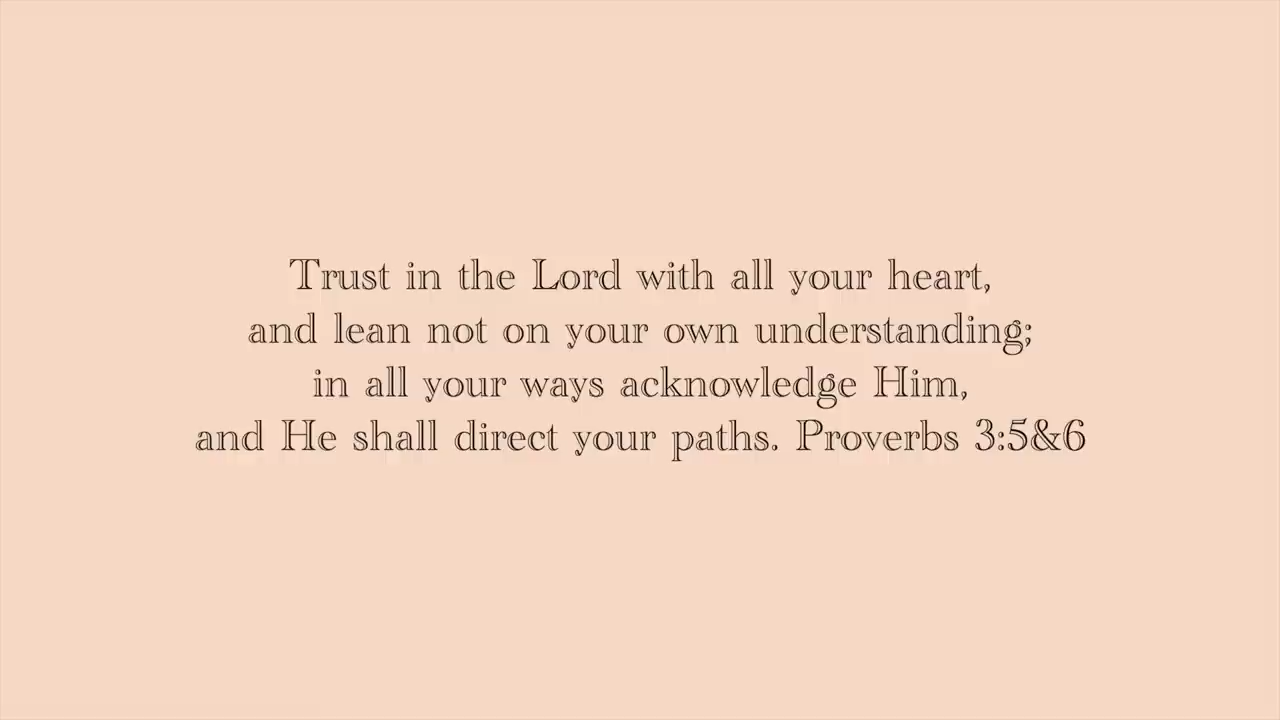 Trust in the Lord with all your heart,
and lean not on your own understanding;
in all your ways acknowledge Him,
and He shall direct your paths. Proverbs 3:5&6